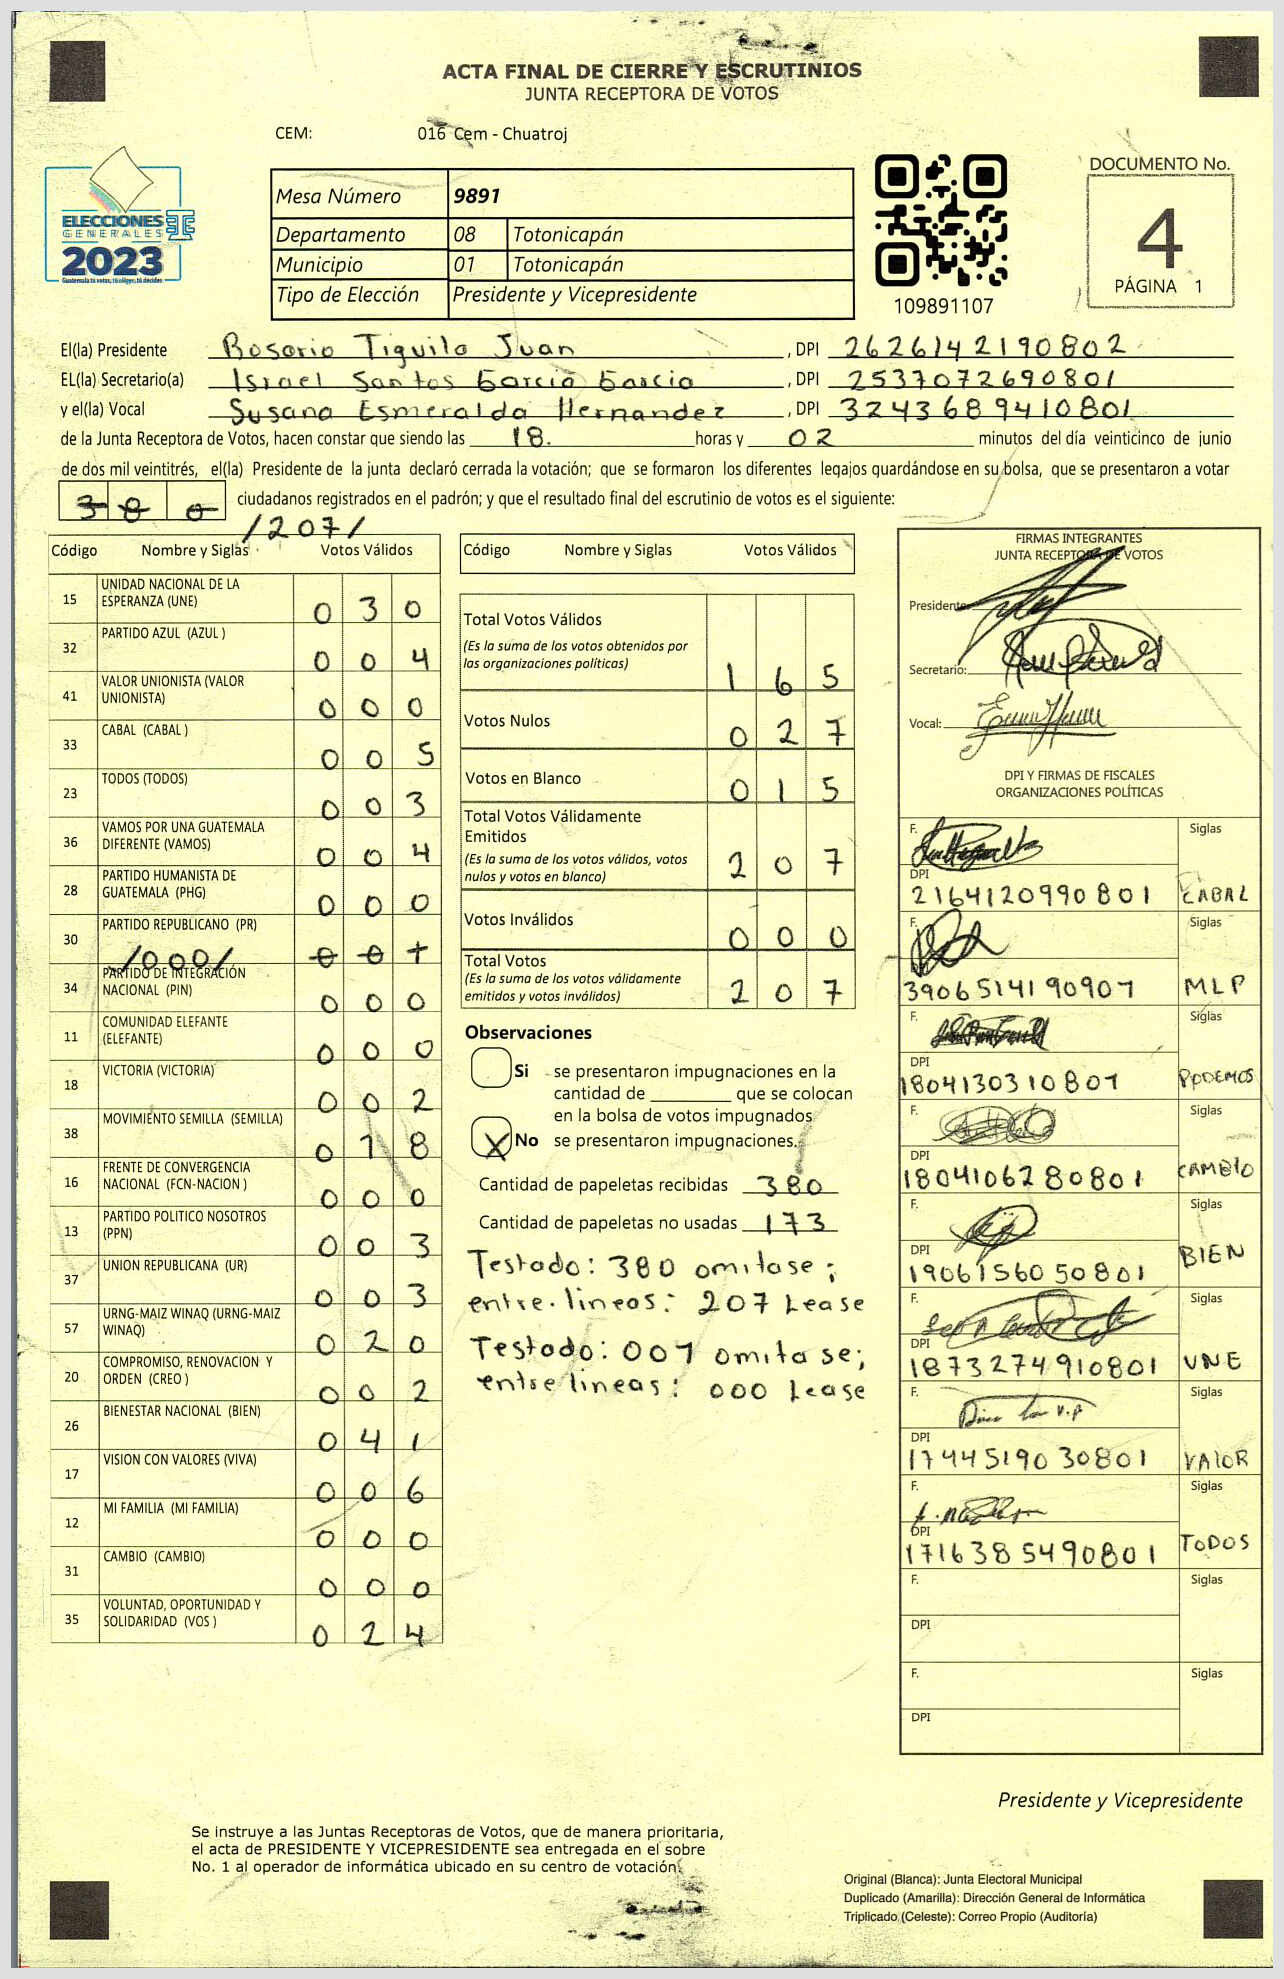 ACTA FINAL DE CIERRE Y ESCRUTINIOS
JUNTA RECEPTORA DE VOTOS
CEM: 016 Cem - Chuatroj
ELECCIONES
GENERALES
2023
Mesa Número 9891
Departamento 08 Totonicapán
Municipio 01 Totonicapán
Tipo de Elección Presidente y Vicepresidente
109891107
DOCUMENTO No.
4
PÁGINA 1
El(la) Presidente Rosario Tiguila Juan , DPI 2626142190802
EL(la) Secretario(a) Israel Santos Garcia Garcia , DPI 2537072690801
y el(la) Vocal Susana Esmeralda Hernandez , DPI 3243689410801
de la Junta Receptora de Votos, hacen constar que siendo las 18. horas y 02 minutos del día veinticinco de junio
de dos mil veintitrés, el(la) Presidente de la junta declaró cerrada la votación; que se formaron los diferentes legajos guardándose en su bolsa, que se presentaron a votar
380 ciudadanos registrados en el padrón; y que el resultado final del escrutinio de votos es el siguiente:
/207/
Código Nombre y Siglas Votos Válidos
15 UNIDAD NACIONAL DE LA ESPERANZA (UNE) 0 3 0
32 PARTIDO AZUL (AZUL ) 0 0 4
41 VALOR UNIONISTA (VALOR UNIONISTA) 0 0 0
33 CABAL (CABAL ) 0 0 5
23 TODOS (TODOS) 0 0 3
36 VAMOS POR UNA GUATEMALA DIFERENTE (VAMOS) 0 0 4
28 PARTIDO HUMANISTA DE GUATEMALA (PHG) 0 0 0
30 PARTIDO REPUBLICANO (PR) /000/ 0 0 1
34 PARTIDO DE INTEGRACIÓN NACIONAL (PIN) 0 0 0
11 COMUNIDAD ELEFANTE (ELEFANTE) 0 0 0
18 VICTORIA (VICTORIA) 0 0 2
38 MOVIMIENTO SEMILLA (SEMILLA) 0 1 8
16 FRENTE DE CONVERGENCIA NACIONAL (FCN-NACION ) 0 0 0
13 PARTIDO POLITICO NOSOTROS (PPN) 0 0 3
37 UNION REPUBLICANA (UR) 0 0 3
57 URNG-MAIZ WINAQ (URNG-MAIZ WINAQ) 0 2 0
20 COMPROMISO, RENOVACION Y ORDEN (CREO ) 0 0 2
26 BIENESTAR NACIONAL (BIEN) 0 4 1
17 VISION CON VALORES (VIVA) 0 0 6
12 MI FAMILIA (MI FAMILIA) 0 0 0
31 CAMBIO (CAMBIO) 0 0 0
35 VOLUNTAD, OPORTUNIDAD Y SOLIDARIDAD (VOS ) 0 2 4
Código Nombre y Siglas Votos Válidos
Total Votos Válidos
(Es la suma de los votos obtenidos por
las organizaciones políticas) 1 6 5
Votos Nulos 0 2 7
Votos en Blanco 0 1 5
Total Votos Válidamente
Emitidos
(Es la suma de los votos válidos, votos
nulos y votos en blanco) 2 0 7
Votos Inválidos 0 0 0
Total Votos
(Es la suma de los votos válidamente
emitidos y votos inválidos) 2 0 7
Observaciones
Si se presentaron impugnaciones en la
cantidad de ________ que se colocan
en la bolsa de votos impugnados
X No se presentaron impugnaciones.
Cantidad de papeletas recibidas 380
Cantidad de papeletas no usadas 173
Testado: 380 omitase;
entre.lineas: 207 Lease
Testado: 001 omitase;
entre lineas: 000 Lease
FIRMAS INTEGRANTES
JUNTA RECEPTORA DE VOTOS
Presidente:
Secretario:
Vocal:
DPI Y FIRMAS DE FISCALES
ORGANIZACIONES POLÍTICAS
F. Siglas
DPI
2164120990801 CABAL
F. Siglas
DPI
3906514190907 MLP
F. Siglas
DPI
1804130310801 PODEMOS
F. Siglas
DPI
1804106280801 CAMBIO
F. Siglas
DPI
1906156050801 BIEN
F. Siglas
DPI
1873274910801 UNE
F. Siglas
DPI
1744519030801 VALOR
F. Siglas
DPI
1716385490801 TODOS
F. Siglas
DPI
F. Siglas
DPI
Presidente y Vicepresidente
Se instruye a las Juntas Receptoras de Votos, que de manera prioritaria,
el acta de PRESIDENTE Y VICEPRESIDENTE sea entregada en el sobre
No. 1 al operador de informática ubicado en su centro de votación.
Original (Blanca): Junta Electoral Municipal
Duplicado (Amarilla): Dirección General de Informática
Triplicado (Celeste): Correo Propio (Auditoría)